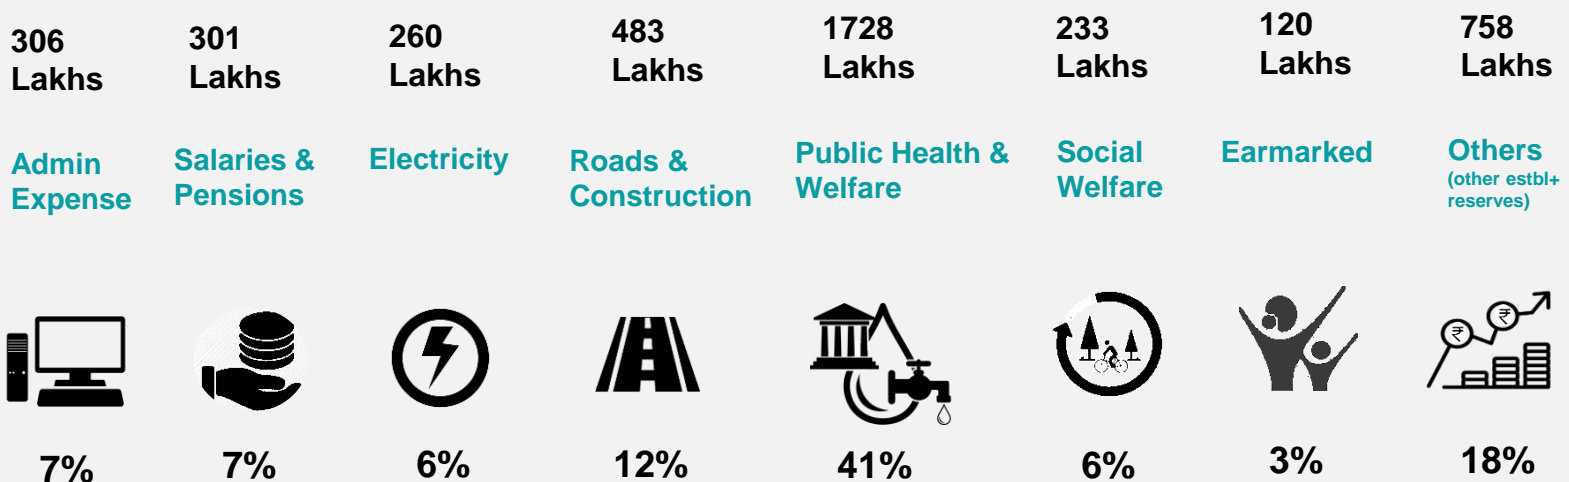 306
Lakhs
301
Lakhs
260
Lakhs
483
Lakhs
1728
Lakhs
233
Lakhs
120
Lakhs
758
Lakhs
Admin
Expense
Salaries &
Pensions
Electricity
Roads &
Construction
Public Health &
Welfare
Social
Welfare
Earmarked
Others
(other estbl+
reserves)
₹
₹
7%
7%
6%
12%
41%
6%
3%
18%